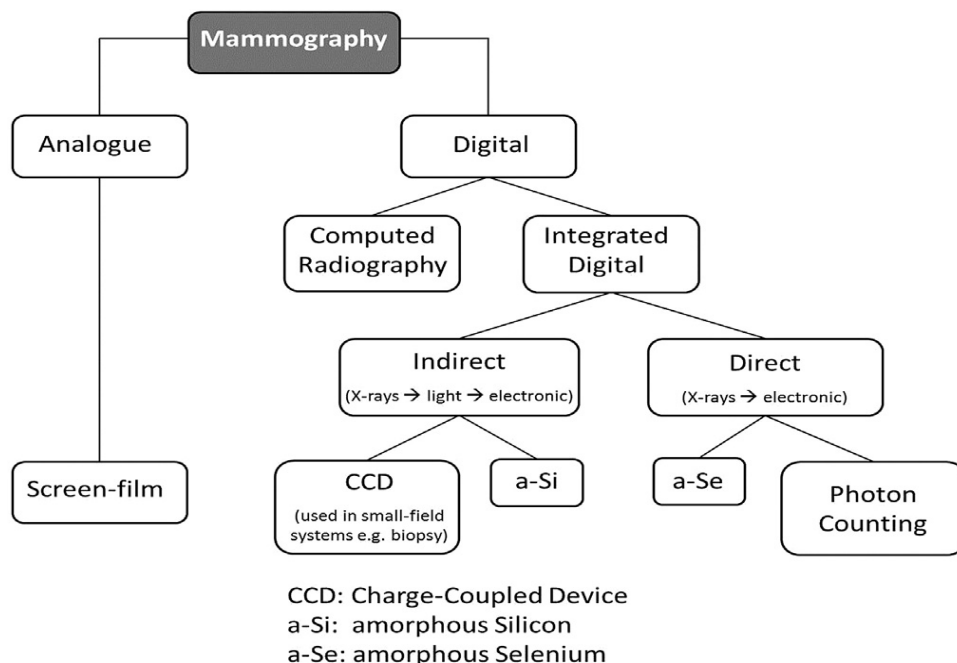 Mammography
Analogue
Digital
Computed
Radiography
Integrated
Digital
Indirect
(X-rays → light → electronic)
Direct
(X-rays → electronic)
Screen-film
CCD
(used in small-field
systems e.g. biopsy)
a-Si
a-Se
Photon
Counting
CCD: Charge-Coupled Device
a-Si: amorphous Silicon
a-Se: amorphous Selenium